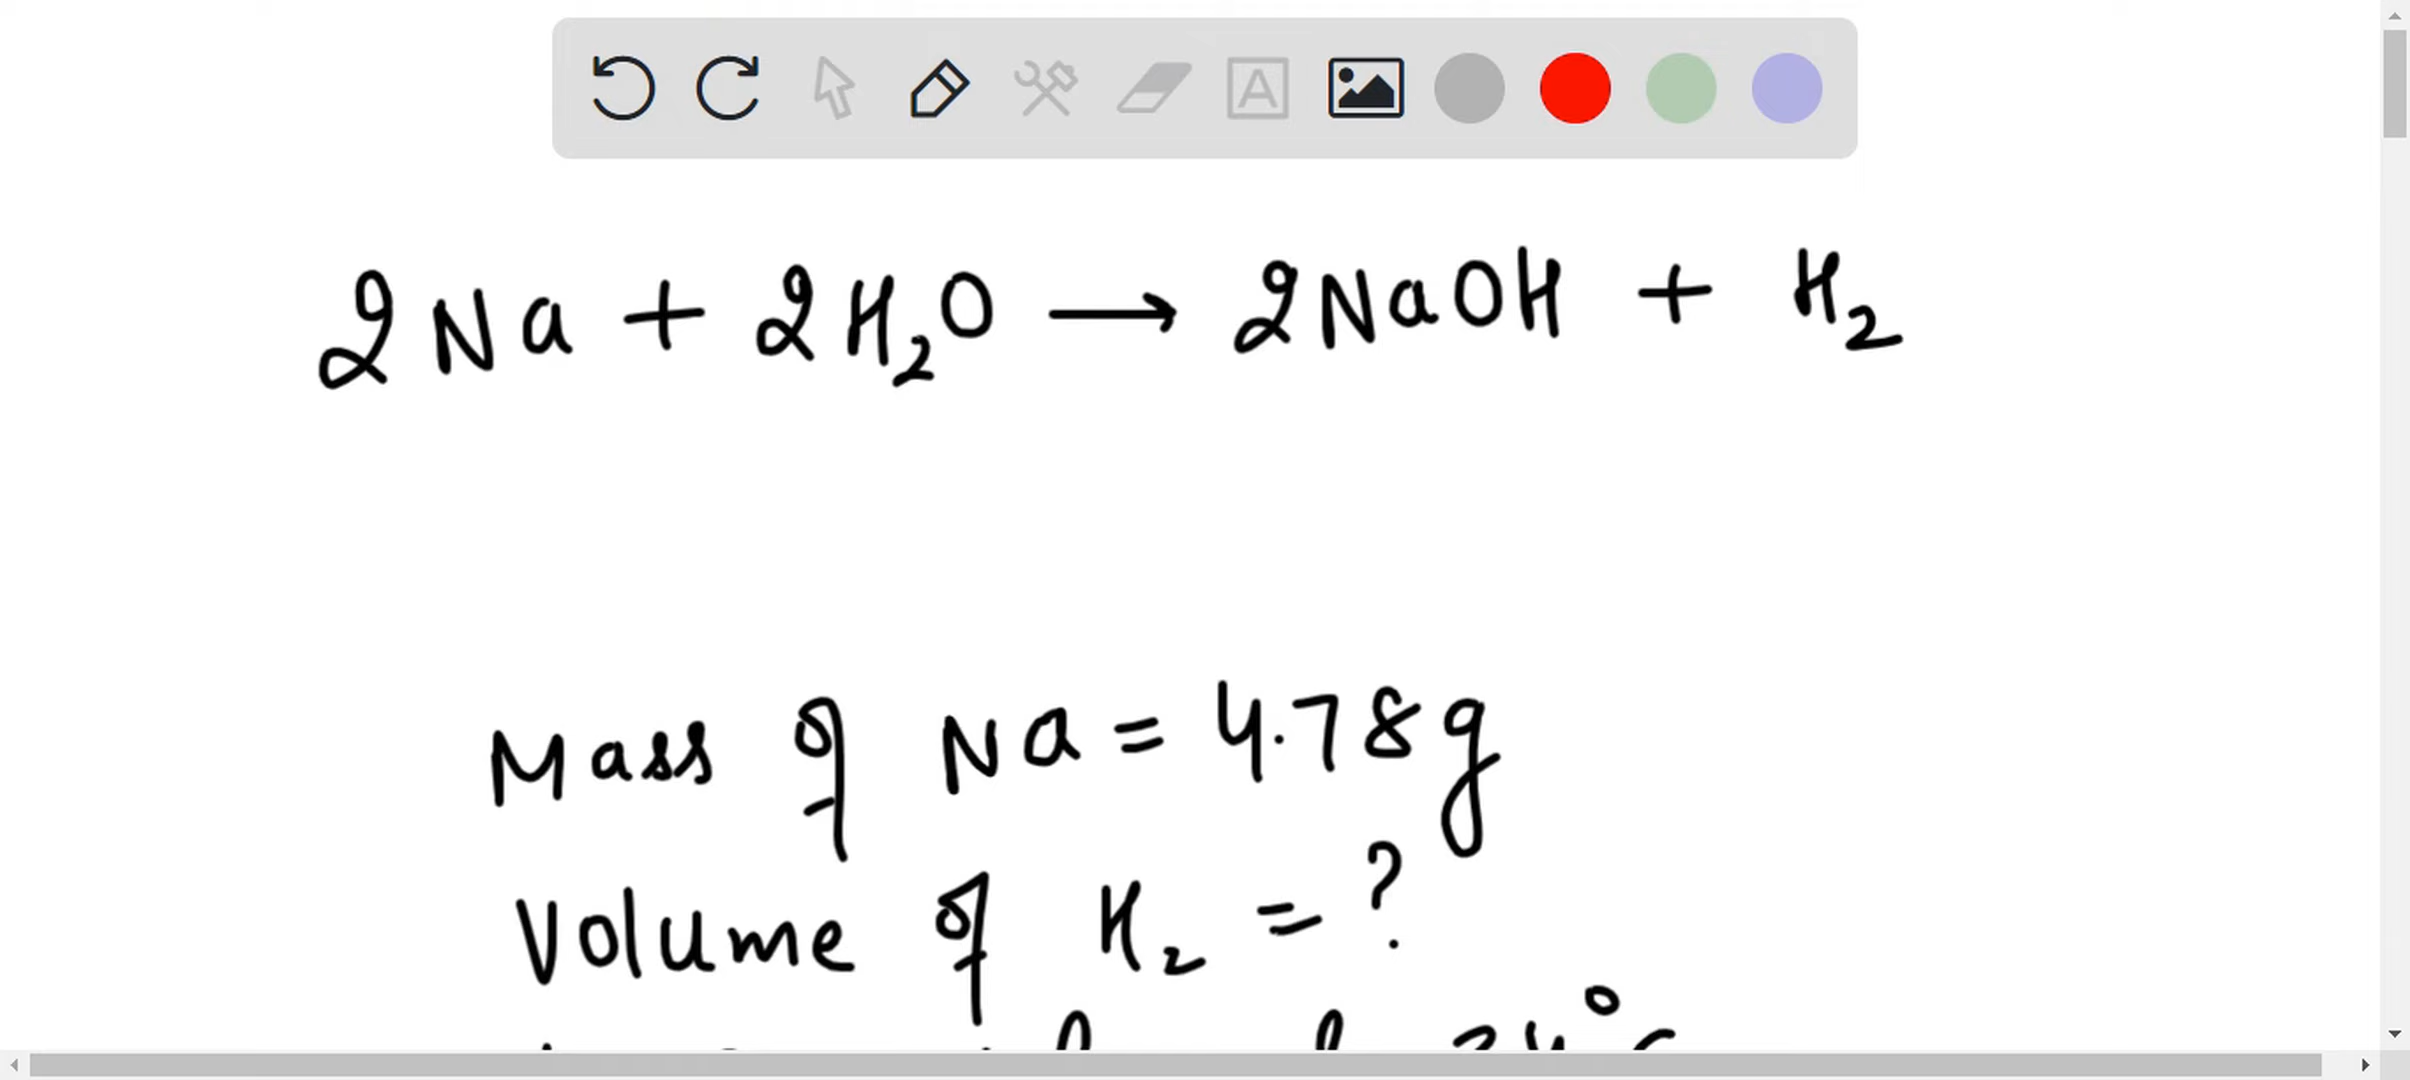 A
2Na + 2H₂O → 2NaOH + H₂
Mass of Na = 4.78g
Volume of H₂ = ?